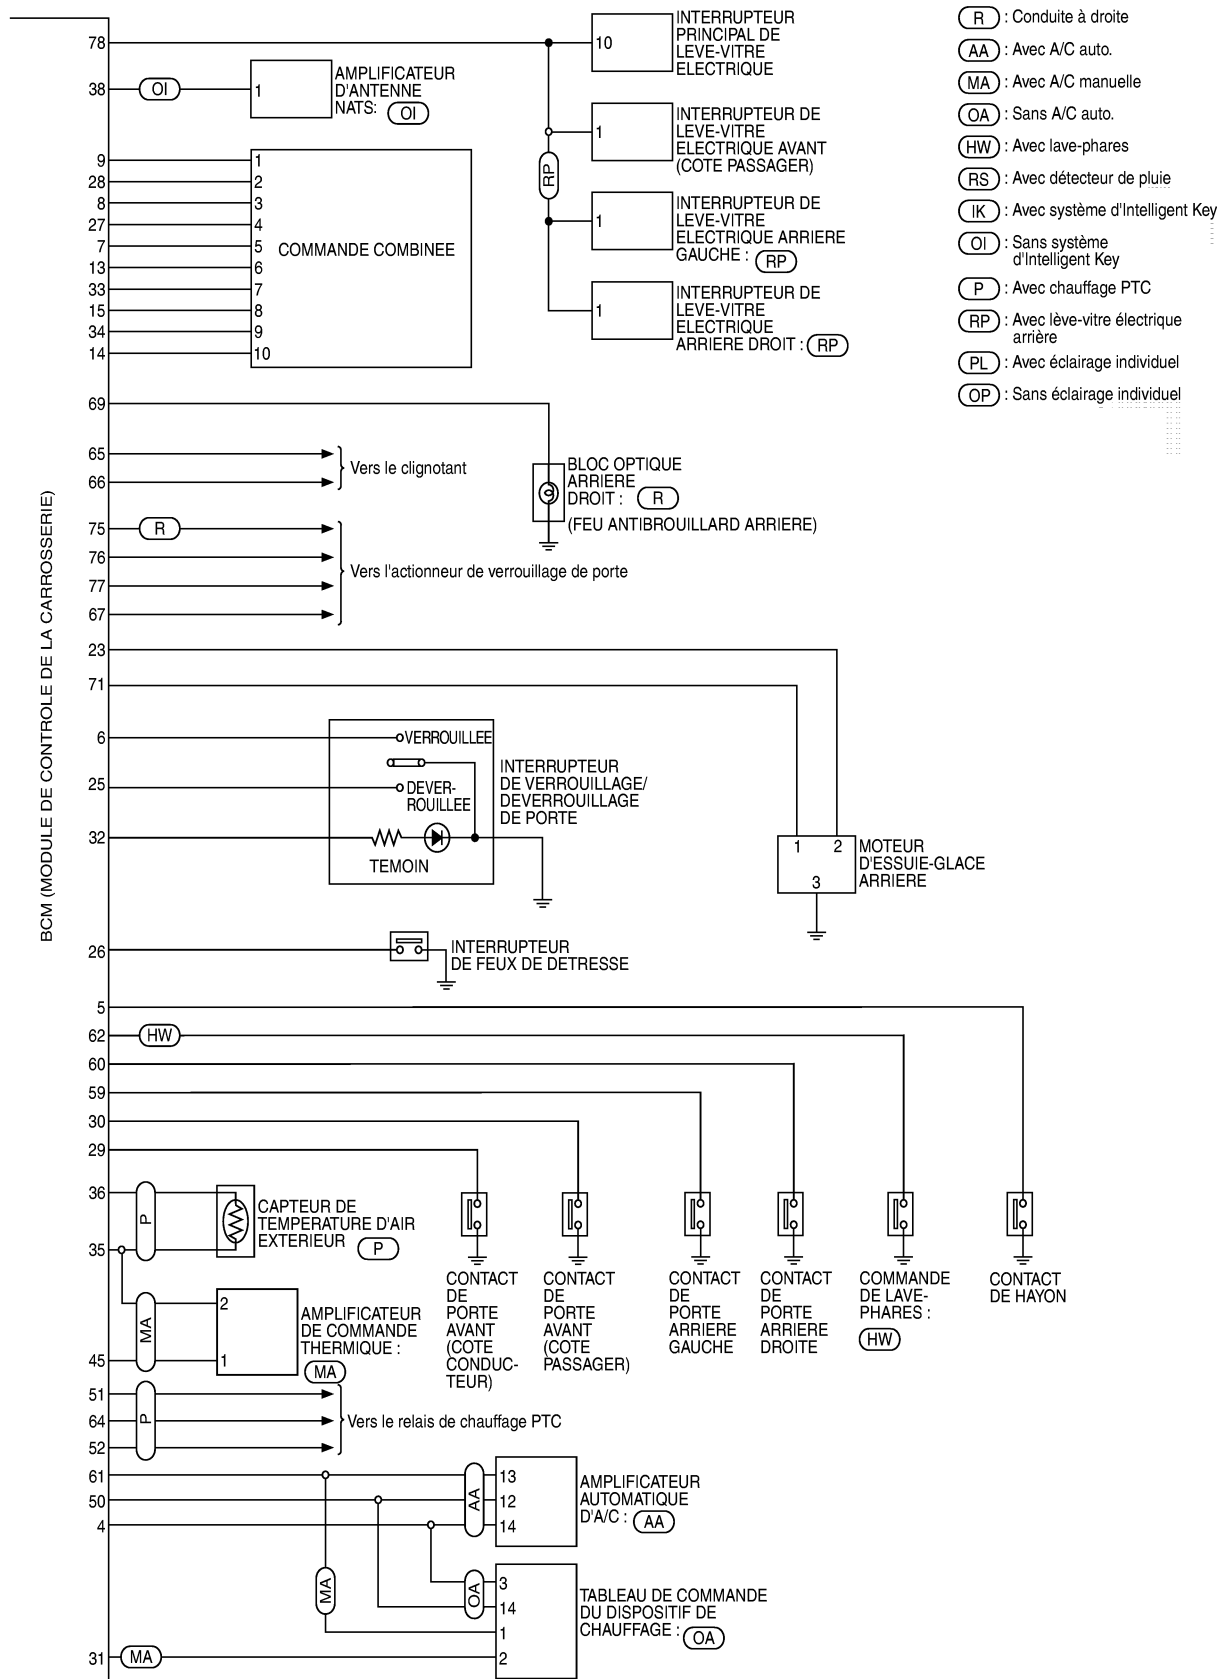 BCM (MODULE DE CONTROLE DE LA CARROSSERIE)
78
10
INTERRUPTEUR
PRINCIPAL DE
LEVE-VITRE
ELECTRIQUE
38
OI
1
AMPLIFICATEUR
D'ANTENNE
NATS: OI
1
INTERRUPTEUR DE
LEVE-VITRE
ELECTRIQUE AVANT
(COTE PASSAGER)
RP
1
INTERRUPTEUR DE
LEVE-VITRE
ELECTRIQUE ARRIERE
GAUCHE : RP
1
INTERRUPTEUR DE
LEVE-VITRE
ELECTRIQUE
ARRIERE DROIT : RP
R : Conduite à droite
AA : Avec A/C auto.
MA : Avec A/C manuelle
OA : Sans A/C auto.
HW : Avec lave-phares
RS : Avec détecteur de pluie
IK : Avec système d'Intelligent Key
OI : Sans système
d'Intelligent Key
P : Avec chauffage PTC
RP : Avec lève-vitre électrique
arrière
PL : Avec éclairage individuel
OP : Sans éclairage individuel
9 1
28 2
8 3
27 4
7 5
13 6
33 7
15 8
34 9
14 10
COMMANDE COMBINEE
69
BLOC OPTIQUE
ARRIERE
DROIT : R
(FEU ANTIBROUILLARD ARRIERE)
65
66
Vers le clignotant
75 R
76
77
67
Vers l'actionneur de verrouillage de porte
23
71
6
VERROUILLEE
25
DEVER-
ROUILLEE
32
TEMOIN
INTERRUPTEUR
DE VERROUILLAGE/
DEVERROUILLAGE
DE PORTE
1 2
3
MOTEUR
D'ESSUIE-GLACE
ARRIERE
26
INTERRUPTEUR
DE FEUX DE DETRESSE
5
62 HW
60
59
30
29
36
P
35
CAPTEUR DE
TEMPERATURE D'AIR
EXTERIEUR P
CONTACT
DE
PORTE
AVANT
(COTE
CONDUC-
TEUR)
CONTACT
DE
PORTE
AVANT
(COTE
PASSAGER)
CONTACT
DE
PORTE
ARRIERE
GAUCHE
CONTACT
DE
PORTE
ARRIERE
DROITE
COMMANDE
DE LAVE-
PHARES :
HW
CONTACT
DE HAYON
MA
2
45 1
AMPLIFICATEUR
DE COMMANDE
THERMIQUE :
MA
51
64
52
P
Vers le relais de chauffage PTC
61 13
50 12
4 14
AA
AMPLIFICATEUR
AUTOMATIQUE
D'A/C : AA
MA
OA
3
14
1
31 MA 2
TABLEAU DE COMMANDE
DU DISPOSITIF DE
CHAUFFAGE : OA